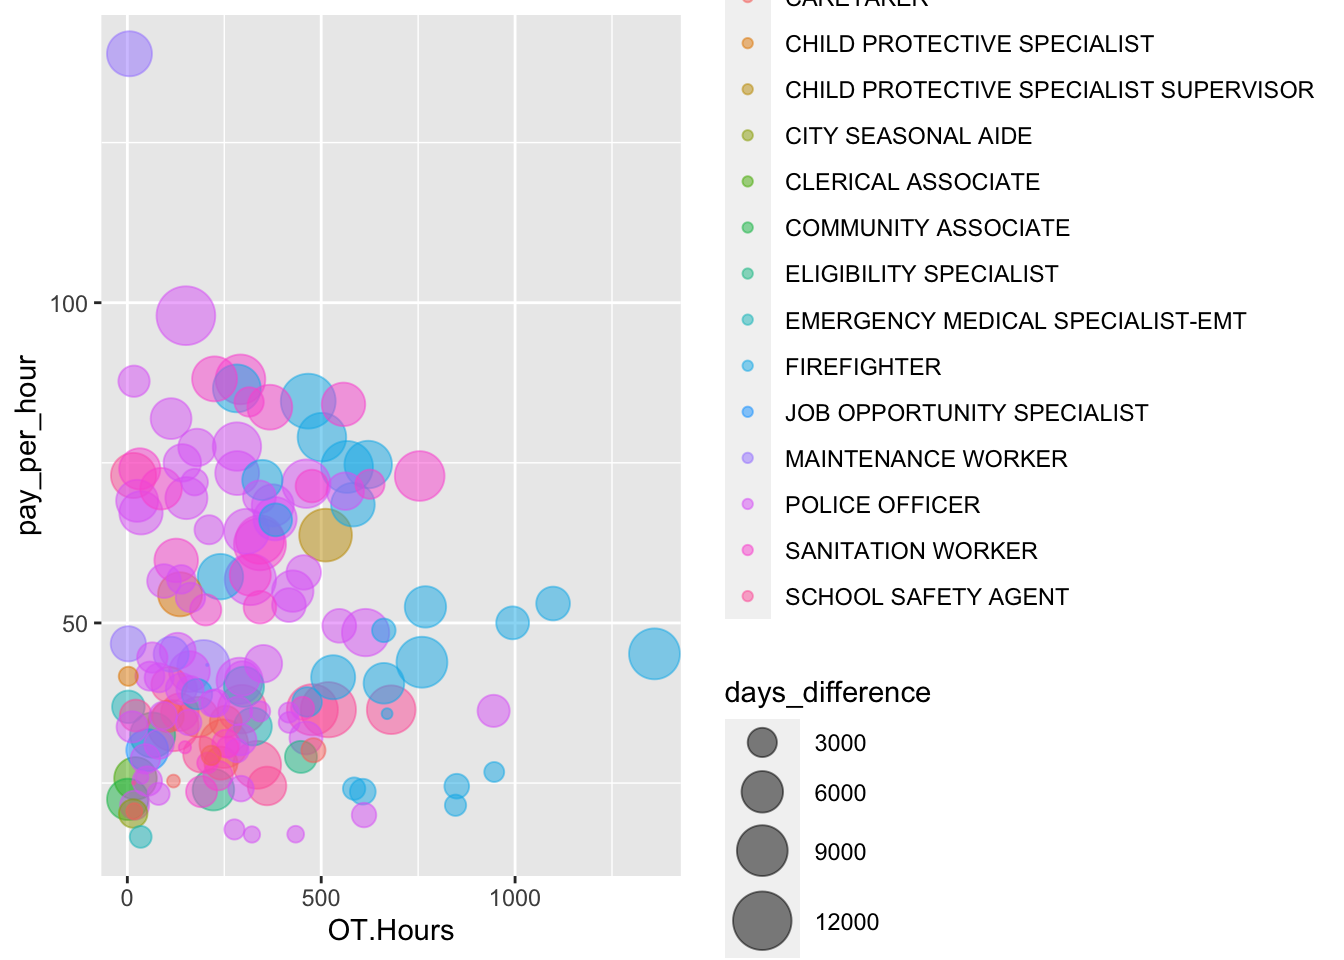 CARETAKER
CHILD PROTECTIVE SPECIALIST
CHILD PROTECTIVE SPECIALIST SUPERVISOR
CITY SEASONAL AIDE
CLERICAL ASSOCIATE
COMMUNITY ASSOCIATE
ELIGIBILITY SPECIALIST
EMERGENCY MEDICAL SPECIALIST-EMT
FIREFIGHTER
JOB OPPORTUNITY SPECIALIST
MAINTENANCE WORKER
POLICE OFFICER
SANITATION WORKER
SCHOOL SAFETY AGENT
days_difference
3000
6000
9000
12000
pay_per_hour
100
50
0
500
1000
OT.Hours